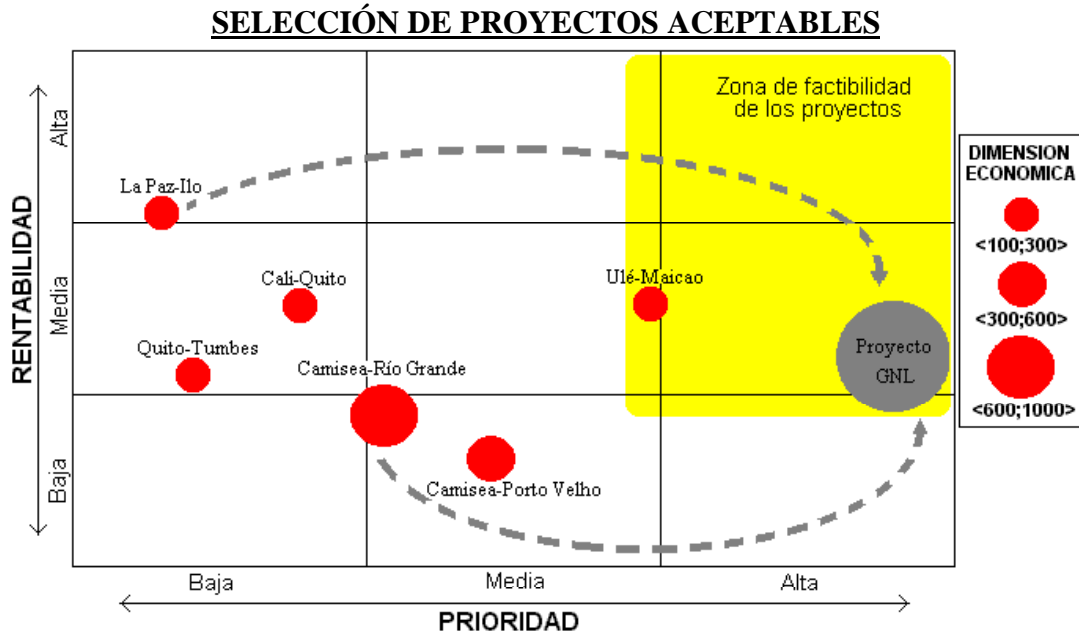 SELECCIÓN DE PROYECTOS ACEPTABLES
Zona de factibilidad
de los proyectos
RENTABILIDAD
Alta
Media
Baja
La Paz-Ilo
Cali-Quito
Ulé-Maicao
Quito-Tumbes
Camisea-Río Grande
Proyecto
GNL
Camisea-Porto Velho
Baja
Media
Alta
PRIORIDAD
DIMENSION
ECONOMICA
<100;300>
<300;600>
<600;1000>